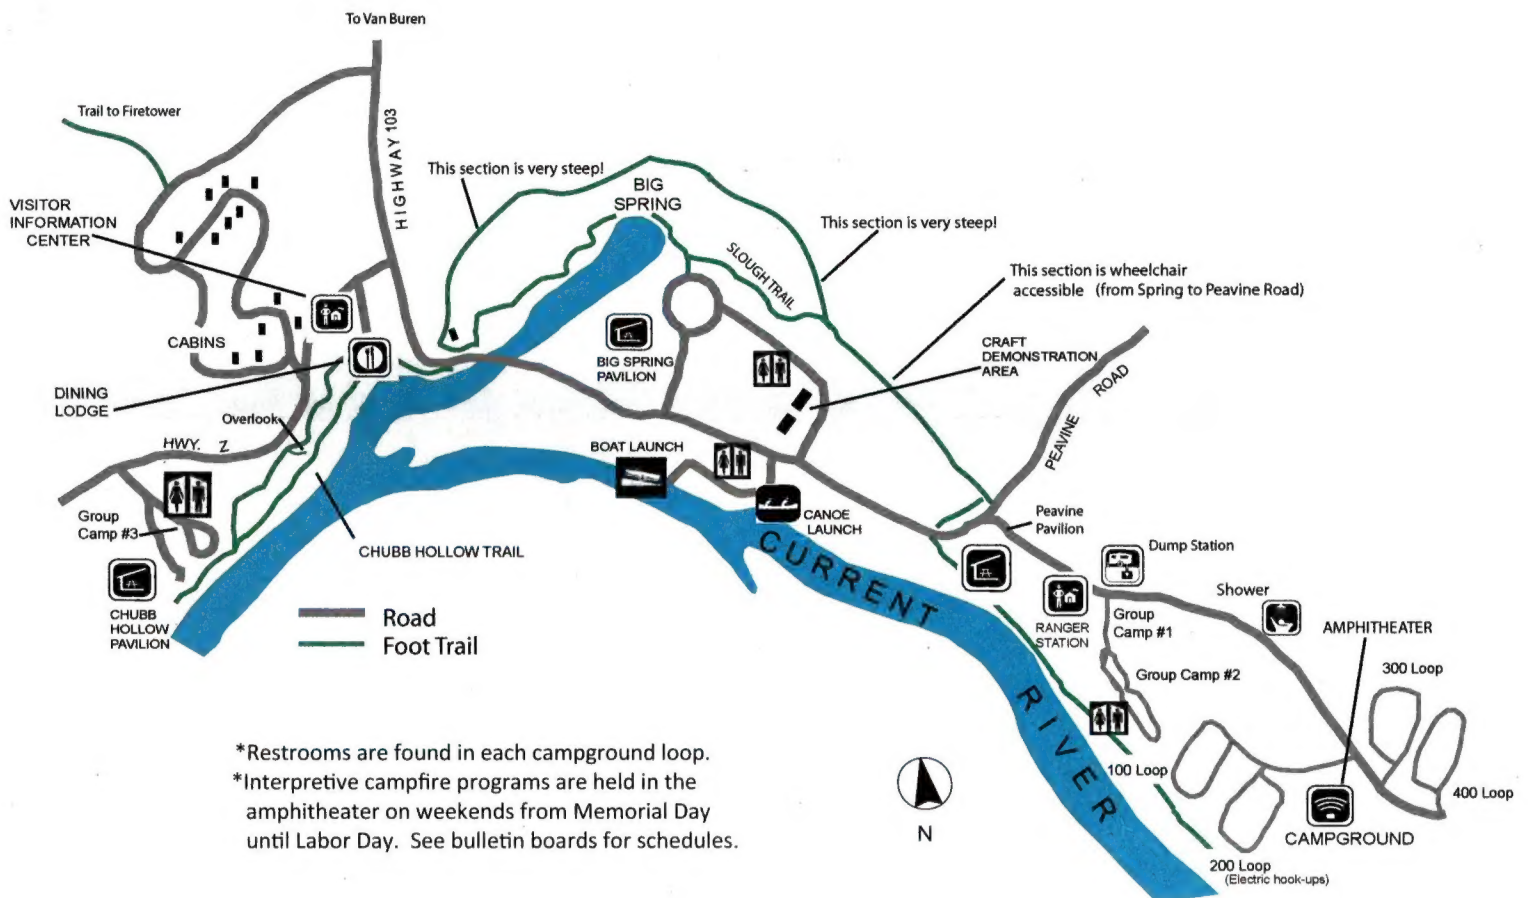 To Van Buren
Trail to Firetower
HIGHWAY 103
This section is very steep!
BIG
SPRING
VISITOR
INFORMATION
CENTER
This section is very steep!
SLOUGH TRAIL
This section is wheelchair
accessible (from Spring to Peavine Road)
CABINS
BIG SPRING
PAVILION
CRAFT
DEMONSTRATION
AREA
DINING
LODGE
PEAVINE ROAD
Overlook
HWY. Z
BOAT LAUNCH
Group
Camp #3
CANOE
LAUNCH
Peavine
Pavilion
CHUBB HOLLOW TRAIL
Dump Station
CURRENT RIVER
CHUBB
HOLLOW
PAVILION
Road
Foot Trail
Shower
Group
Camp #1
RANGER
STATION
AMPHITHEATER
300 Loop
Group Camp #2
*Restrooms are found in each campground loop.
*Interpretive campfire programs are held in the
amphitheater on weekends from Memorial Day
until Labor Day. See bulletin boards for schedules.
N
100 Loop
400 Loop
CAMPGROUND
200 Loop
(Electric hook-ups)